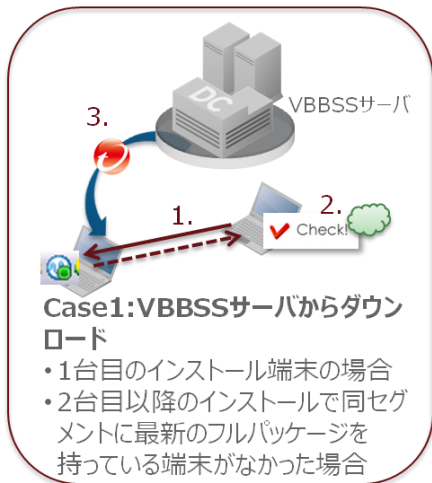 DC
VBBSSサーバ
3.
1.
2.
Check!
Case1:VBBSSサーバからダウン
ロード
・1台目のインストール端末の場合
・2台目以降のインストールで同セグ
メントに最新のフルパッケージを
持っている端末がなかった場合